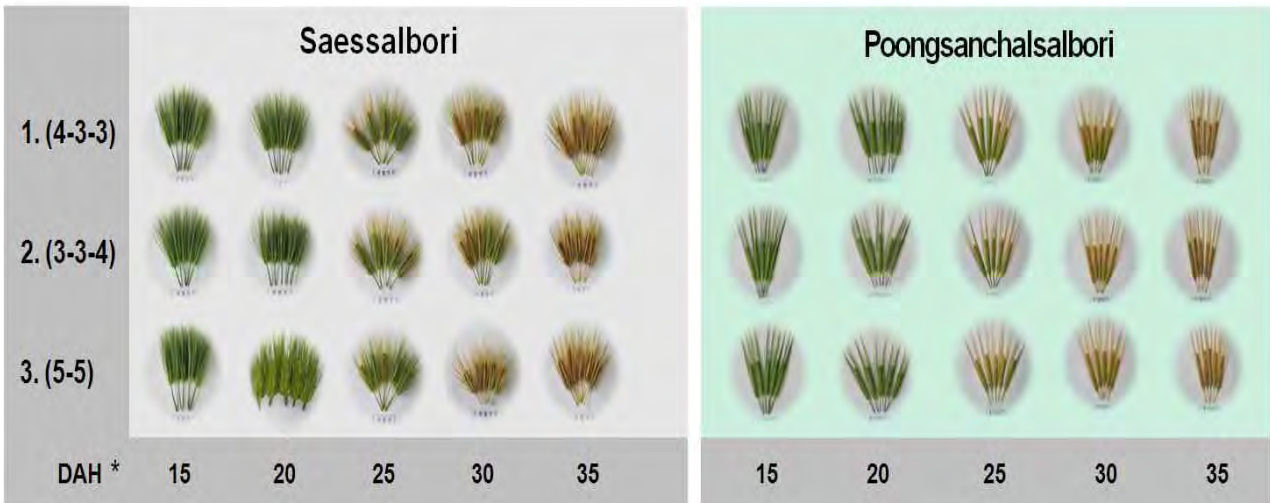 Saessalbori
Poongsanchalsalbori
1. (4-3-3)
2. (3-3-4)
3. (5-5)
DAH * 15 20 25 30 35
15 20 25 30 35